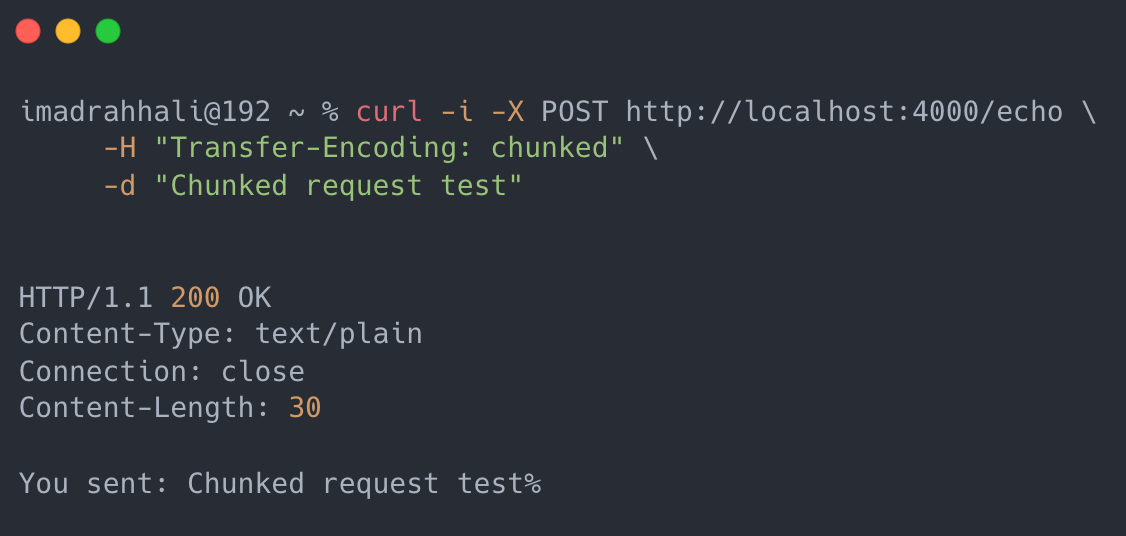 imadrahhali@192 ~ % curl -i -X POST http://localhost:4000/echo \
-H "Transfer-Encoding: chunked" \
-d "Chunked request test"
HTTP/1.1 200 OK
Content-Type: text/plain
Connection: close
Content-Length: 30
You sent: Chunked request test%